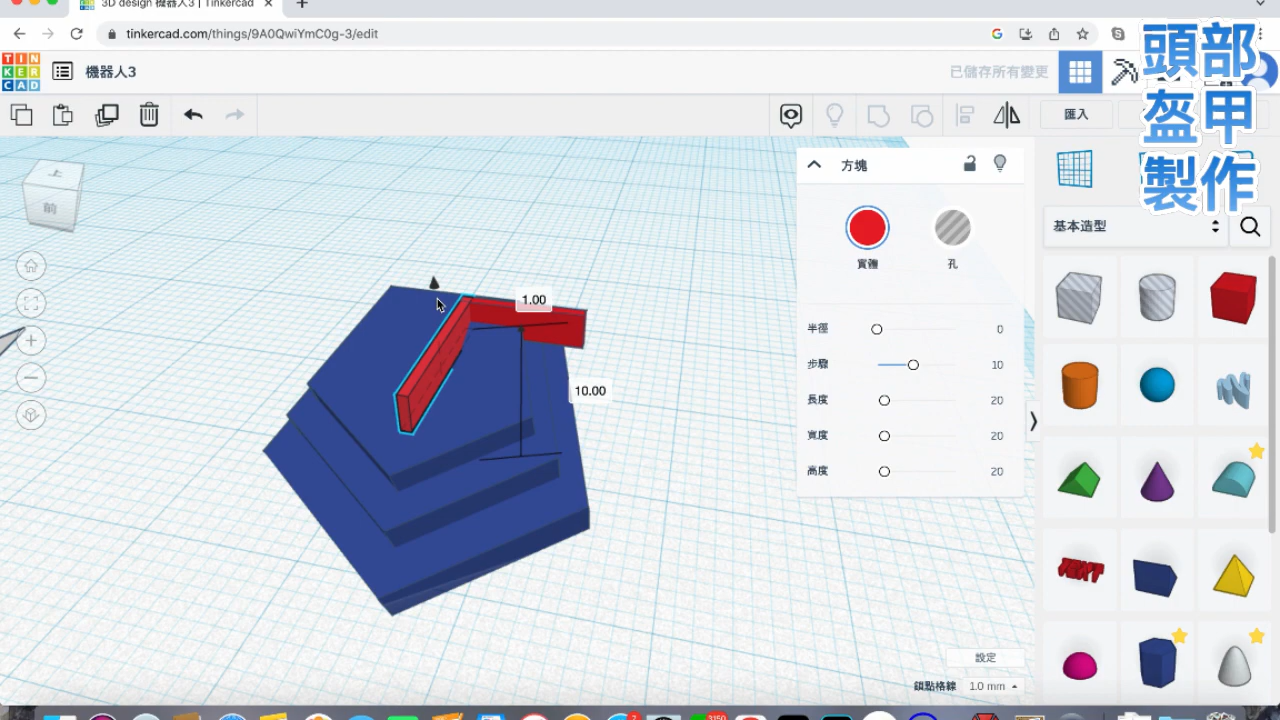 3D design 機器人3 | Tinkercad
tinkercad.com/things/9A0QwiYmC0g-3/edit
頭部
盔甲
製作
TIN
KER
CAD
機器人3
已儲存所有變更
匯入
上
前
方塊
實體
孔
半徑 0
步驟 10
長度 20
寬度 20
高度 20
1.00
10.00
基本造型
TEXT
設定
鎖點格線 1.0 mm
2
3150